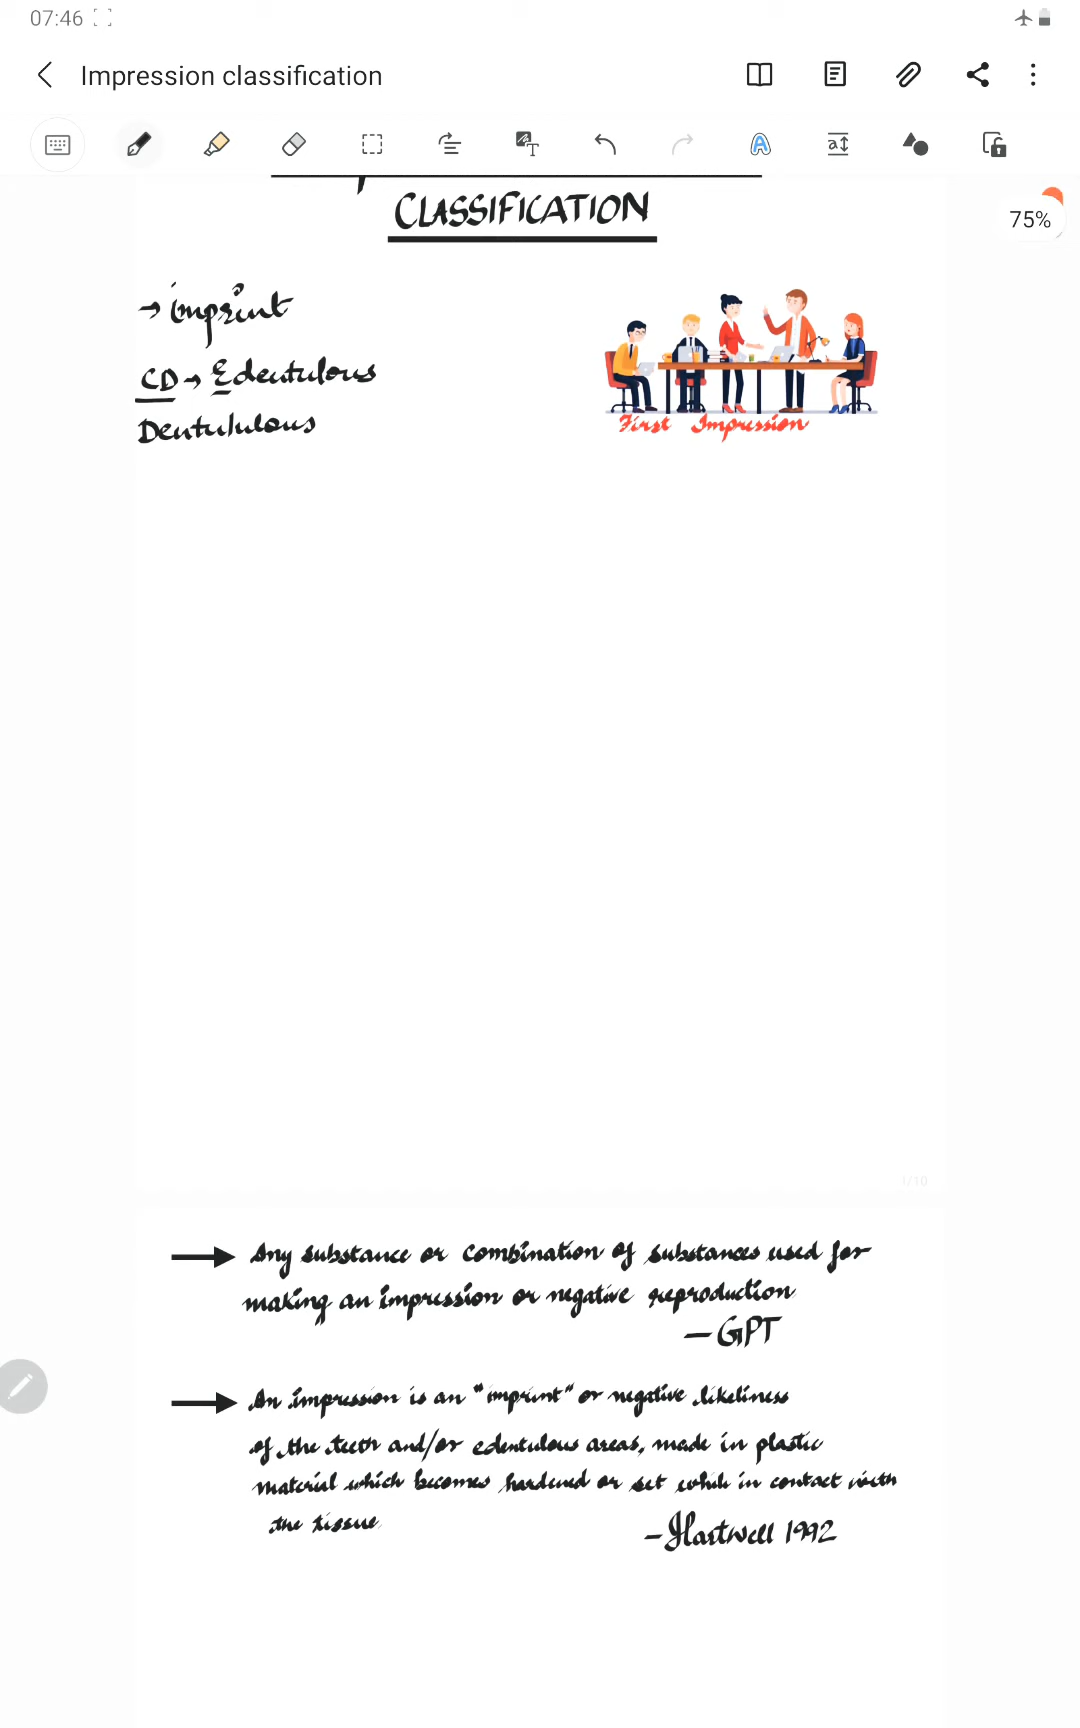 07:46
Impression classification
CLASSIFICATION
75%
→ imprint
CD → Edentulous
Dentululous
First Impression
1/10
→ Any substance or combination of substances used for
making an impression or negative reproduction
- GPT
→ An impression is an "imprint" or negative likeliness
of the teeth and/or edentulous areas, made in plastic
material which becomes hardened or set while in contact with
the tissue
- Hartwell 1992